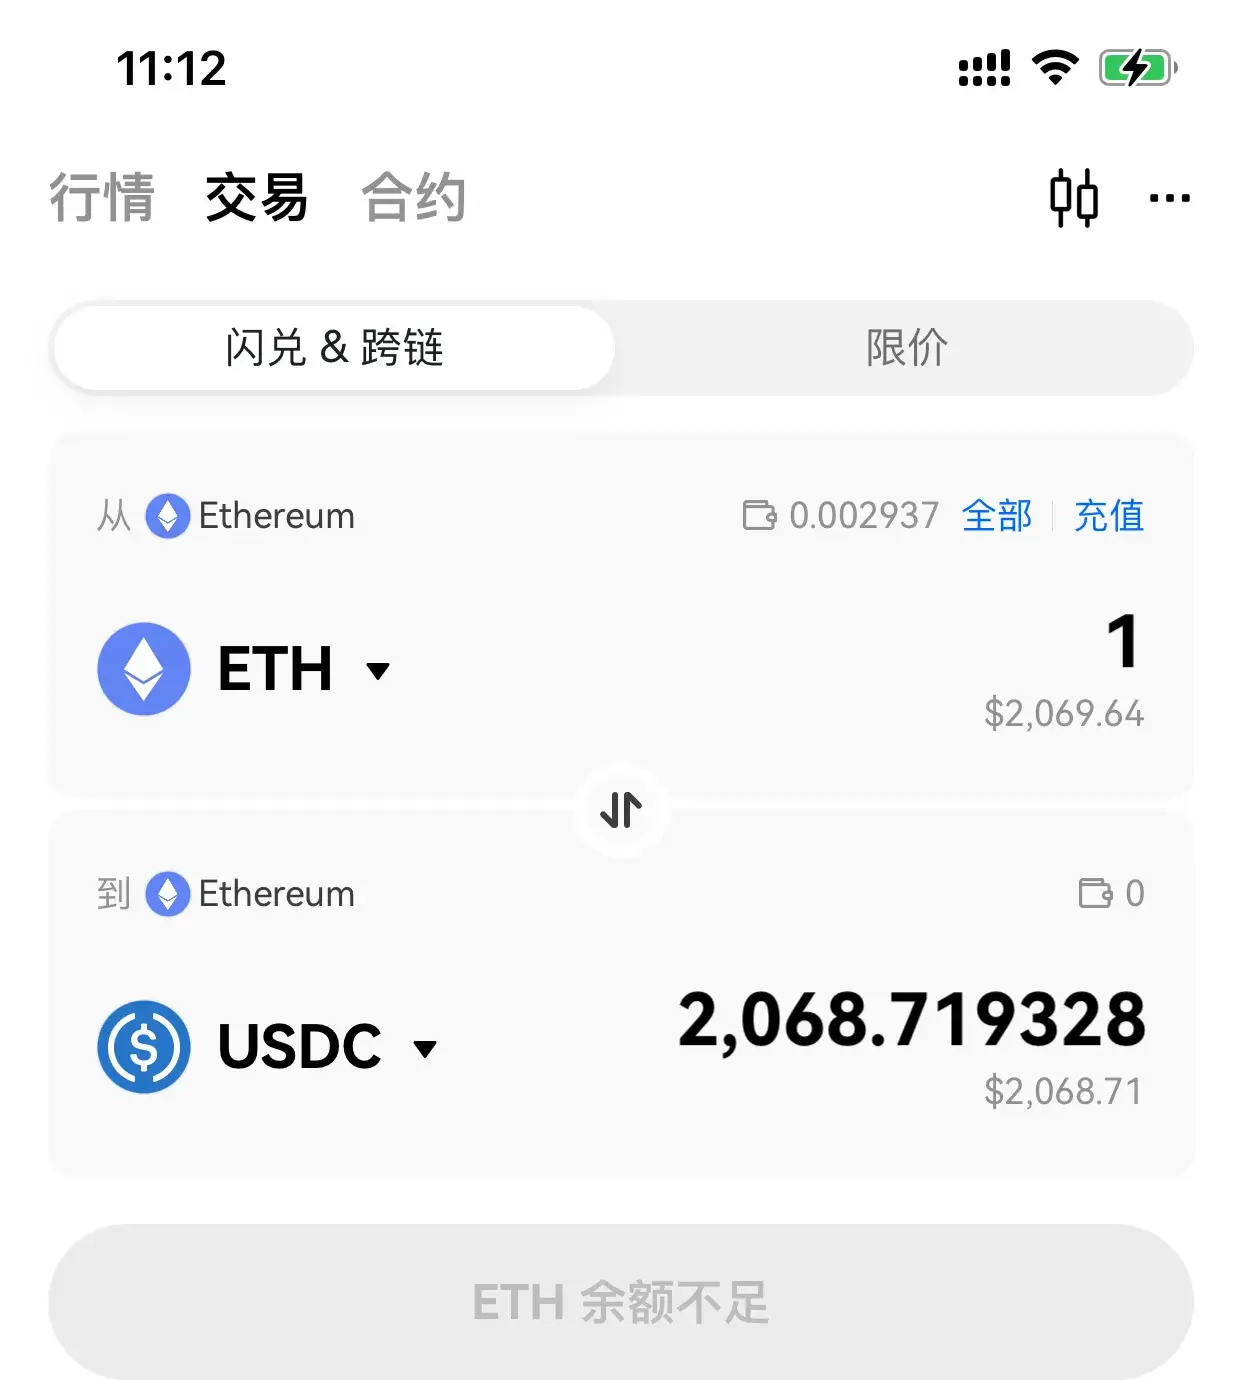 11:12
行情 交易 合约
闪兑 & 跨链 限价
从 Ethereum 0.002937 全部 充值
ETH 1
$2,069.64
到 Ethereum 0
USDC 2,068.719328
$2,068.71
ETH 余额不足